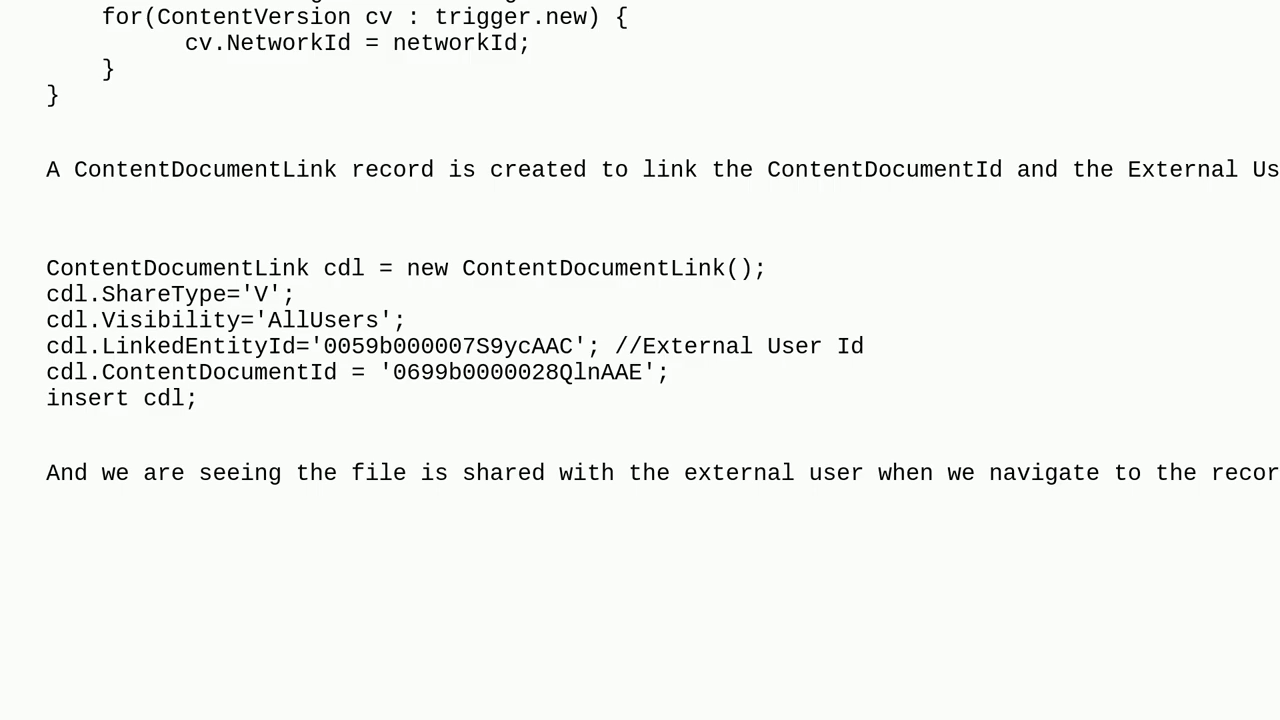 for(ContentVersion cv : trigger.new) {
cv.NetworkId = networkId;
}
}
A ContentDocumentLink record is created to link the ContentDocumentId and the External Us
ContentDocumentLink cdl = new ContentDocumentLink();
cdl.ShareType='V';
cdl.Visibility='AllUsers';
cdl.LinkedEntityId='0059b000007S9ycAAC'; //External User Id
cdl.ContentDocumentId = '0699b0000028QlnAAE';
insert cdl;
And we are seeing the file is shared with the external user when we navigate to the recor